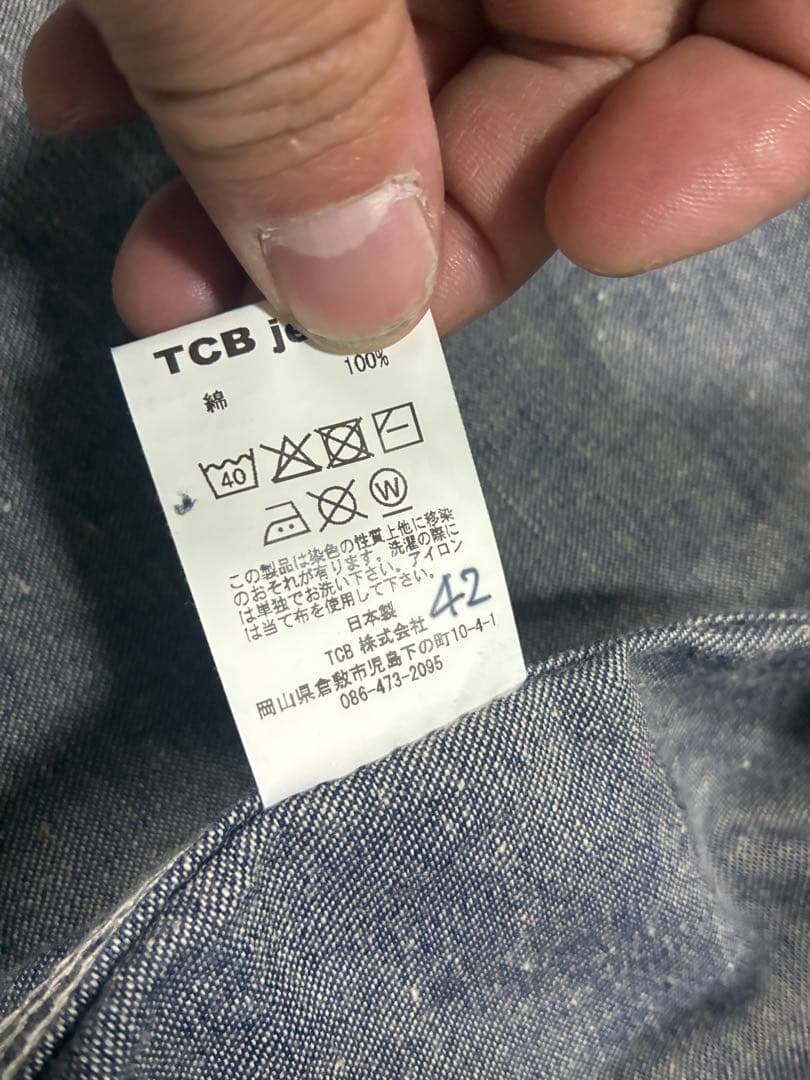 TCB je
綿 100%
40
W
この製品は染色の性質上他に移染
のおそれが有ります。洗濯の際に
は単独でお洗い下さい。アイロン
は当て布を使用して下さい。
日本製 42
TCB 株式会社
岡山県倉敷市児島下の町10-4-1
086-473-2095